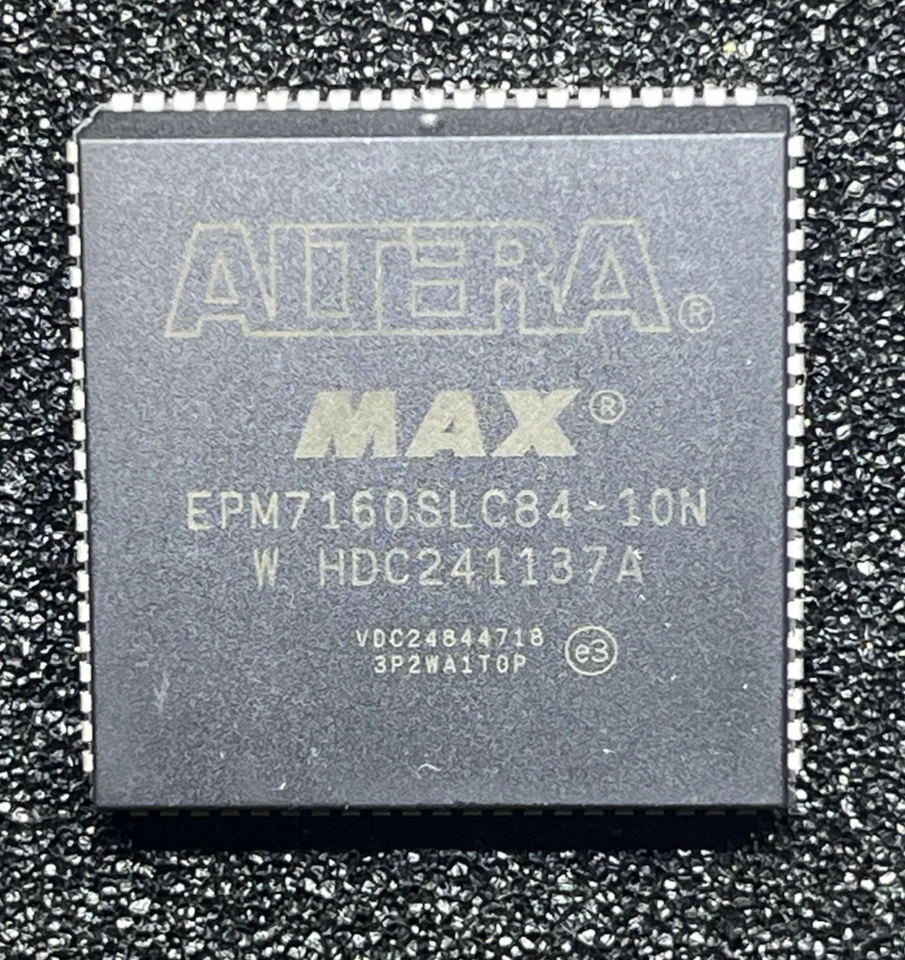 ALTERA®
MAX®
EPM7160SLC84-10N
W HDC241137A
VDC24844718
3P2WA1T0P e3